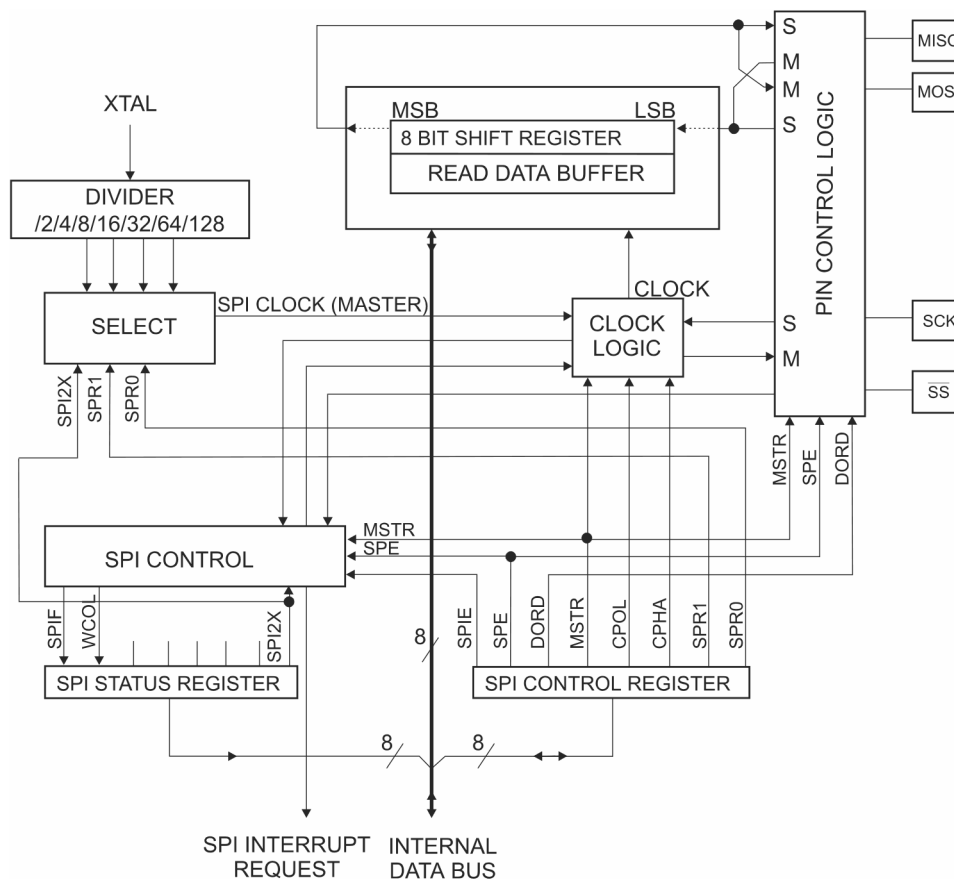 S
MISO
M
XTAL
MSB
LSB
M
MOSI
8 BIT SHIFT REGISTER
S
READ DATA BUFFER
DIVIDER
/2/4/8/16/32/64/128
PIN CONTROL LOGIC
SPI CLOCK (MASTER)
CLOCK
SELECT
CLOCK
LOGIC
S
SCK
M
SS
SPI2X
SPR1
SPR0
MSTR
SPE
DORD
MSTR
SPE
SPI CONTROL
SPIF
WCOL
SPI2X
8
SPIE
SPE
DORD
MSTR
CPOL
CPHA
SPR1
SPR0
SPI STATUS REGISTER
SPI CONTROL REGISTER
8
8
SPI INTERRUPT
REQUEST
INTERNAL
DATA BUS